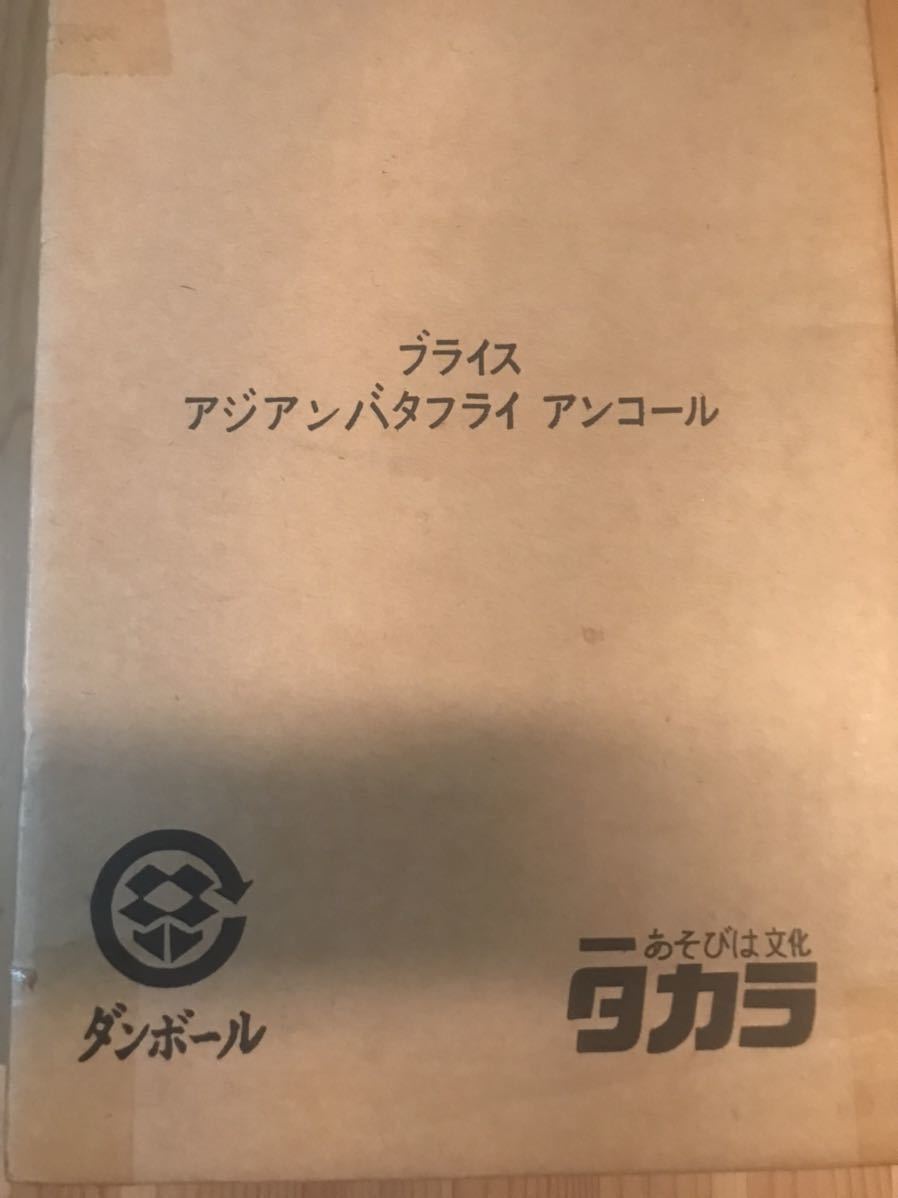 ブライス
アジアンバタフライ アンコール
ダンボール
あそびは文化
タカラ